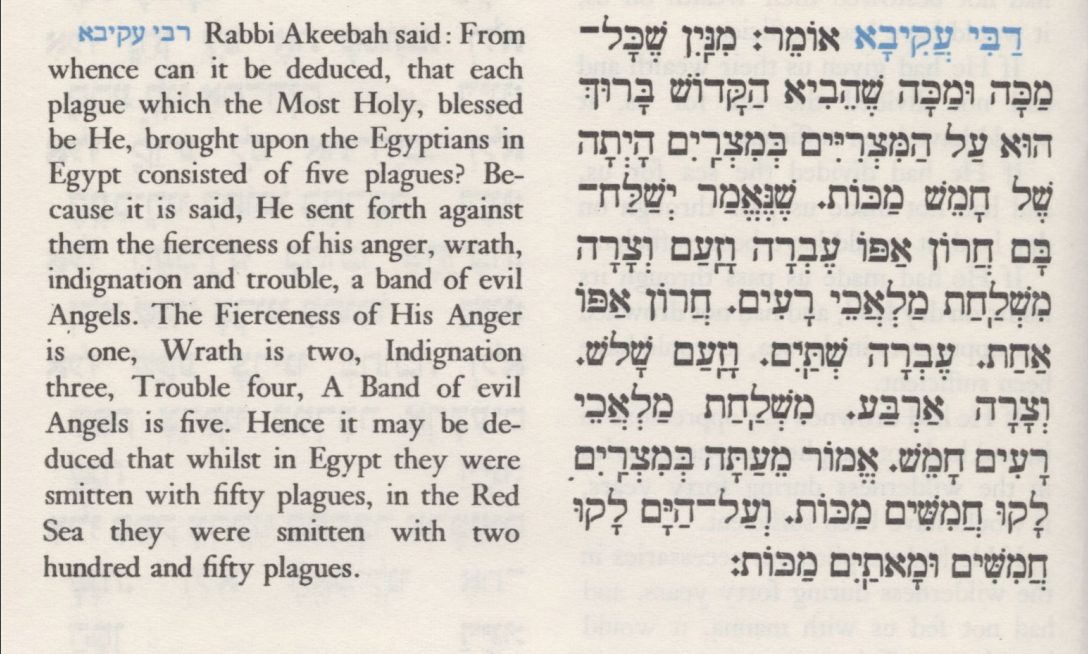 רבי עקיבא Rabbi Akeebah said: From
whence can it be deduced, that each
plague which the Most Holy, blessed
be He, brought upon the Egyptians in
Egypt consisted of five plagues? Be-
cause it is said, He sent forth against
them the fierceness of his anger, wrath,
indignation and trouble, a band of evil
Angels. The Fierceness of His Anger
is one, Wrath is two, Indignation
three, Trouble four, A Band of evil
Angels is five. Hence it may be de-
duced that whilst in Egypt they were
smitten with fifty plagues, in the Red
Sea they were smitten with two
hundred and fifty plagues.
רַבִּי עֲקִיבָא אוֹמֵר: מִנַּיִן שֶׁכָּל־
מַכָּה וּמַכָּה שֶׁהֵבִיא הַקָּדוֹשׁ בָּרוּךְ
הוּא עַל הַמִּצְרִיִּים בְּמִצְרַיִם הָיְתָה
שֶׁל חָמֵשׁ מַכּוֹת. שֶׁנֶּאֱמַר יְשַׁלַּח־
בָּם חֲרוֹן אַפּוֹ עֶבְרָה וָזַעַם וְצָרָה
מִשְׁלַחַת מַלְאֲכֵי רָעִים. חֲרוֹן אַפּוֹ
אַחַת. עֶבְרָה שְׁתַּיִם. וָזַעַם שָׁלֹשׁ.
וְצָרָה אַרְבַּע. מִשְׁלַחַת מַלְאֲכֵי
רָעִים חָמֵשׁ. אֱמוֹר מֵעַתָּה בְּמִצְרַיִם
לָקוּ חֲמִשִּׁים מַכּוֹת. וְעַל־הַיָּם לָקוּ
חֲמִשִּׁים וּמָאתַיִם מַכּוֹת: